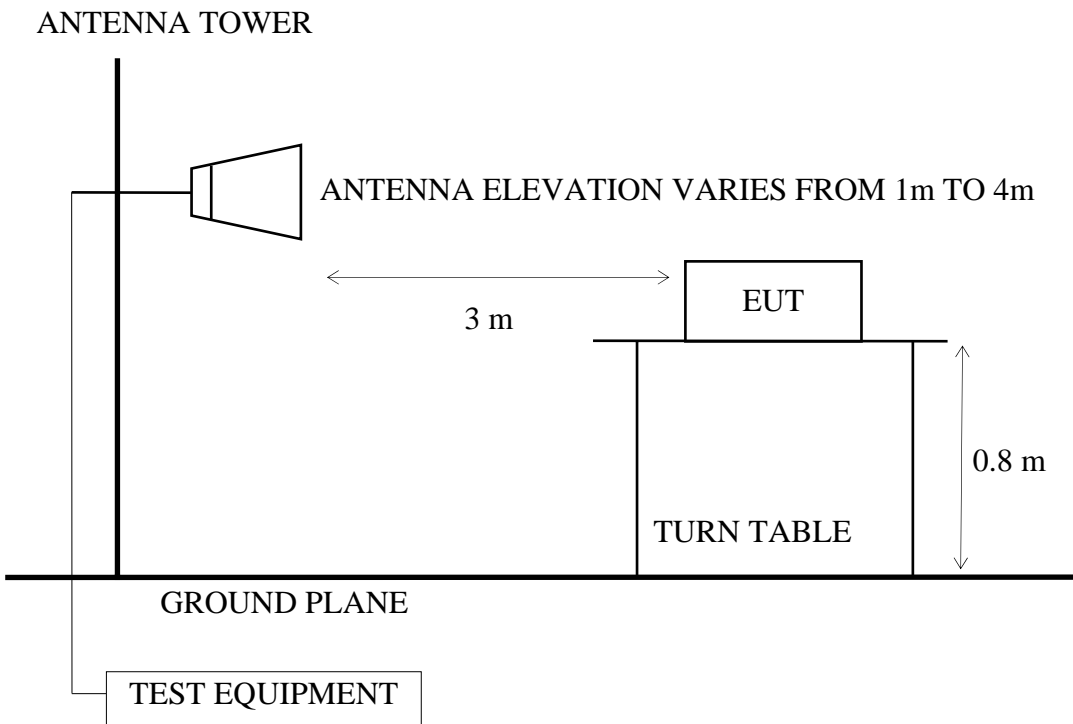 ANTENNA TOWER
ANTENNA ELEVATION VARIES FROM 1m TO 4m
EUT
3 m
0.8 m
TURN TABLE
GROUND PLANE
TEST EQUIPMENT